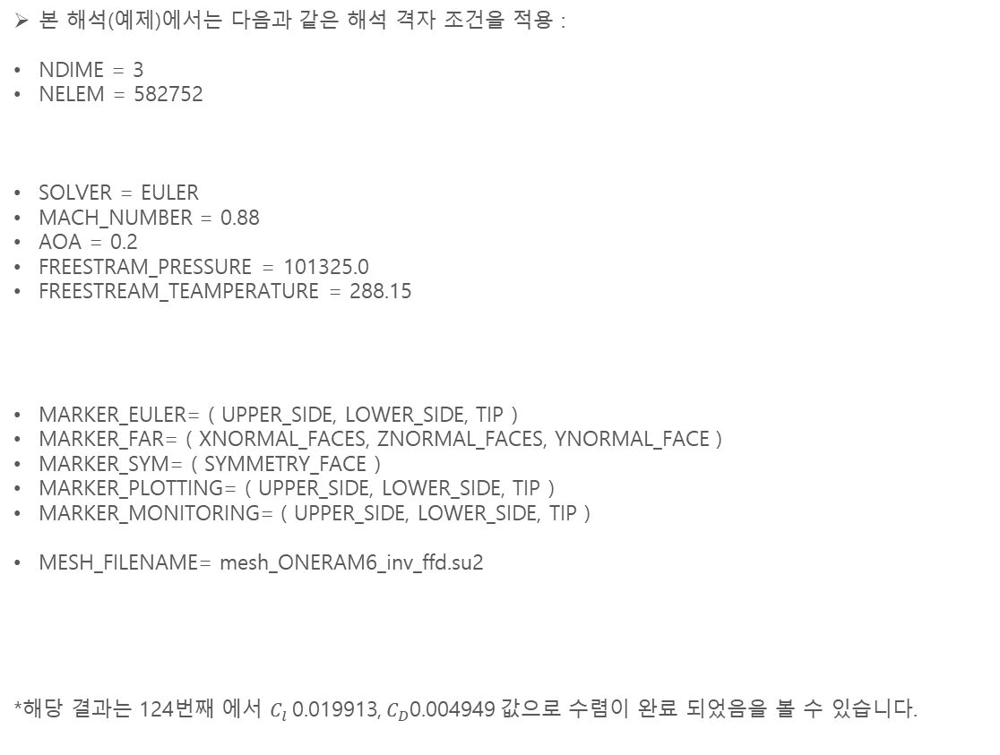 ➢ 본 해석(예제)에서는 다음과 같은 해석 격자 조건을 적용 :
• NDIME = 3
• NELEM = 582752
• SOLVER = EULER
• MACH_NUMBER = 0.88
• AOA = 0.2
• FREESTRAM_PRESSURE = 101325.0
• FREESTREAM_TEAMPERATURE = 288.15
• MARKER_EULER= ( UPPER_SIDE, LOWER_SIDE, TIP )
• MARKER_FAR= ( XNORMAL_FACES, ZNORMAL_FACES, YNORMAL_FACE )
• MARKER_SYM= ( SYMMETRY_FACE )
• MARKER_PLOTTING= ( UPPER_SIDE, LOWER_SIDE, TIP )
• MARKER_MONITORING= ( UPPER_SIDE, LOWER_SIDE, TIP )
• MESH_FILENAME= mesh_ONERAM6_inv_ffd.su2
*해당 결과는 124번째 에서 C_l 0.019913, C_D0.004949 값으로 수렴이 완료 되었음을 볼 수 있습니다.